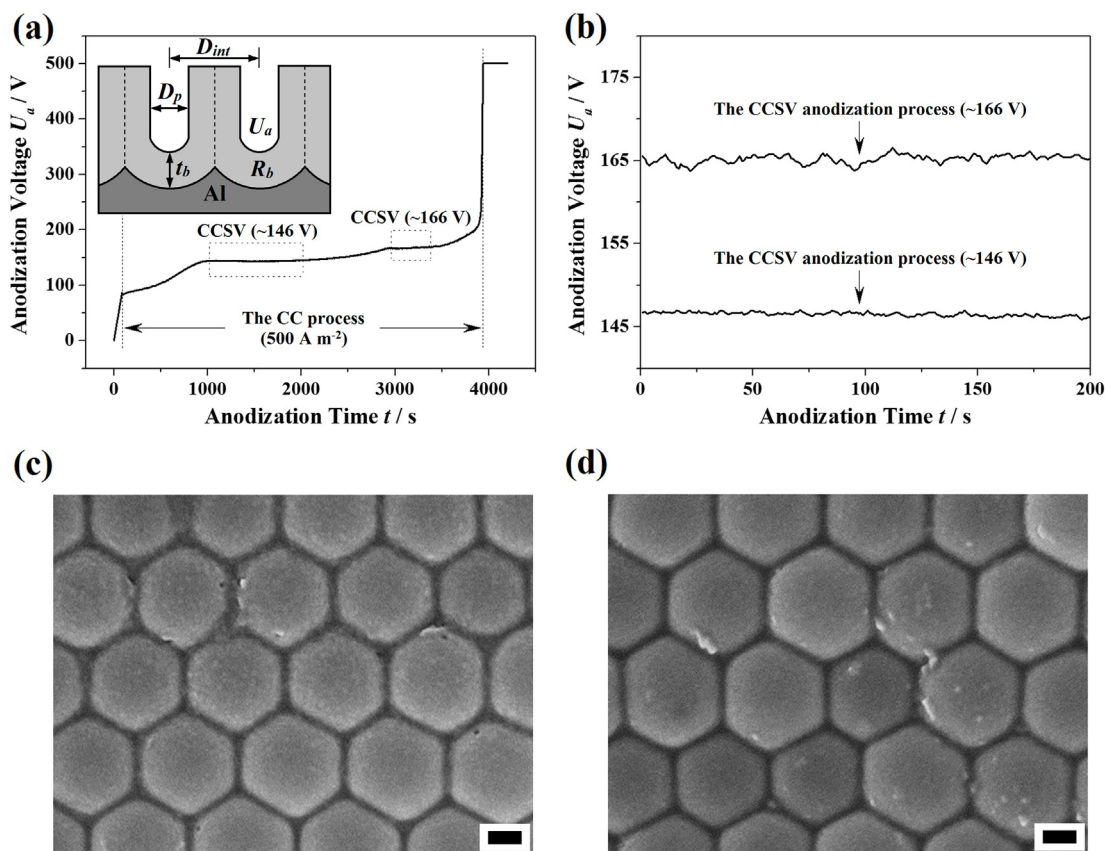 (a)
Anodization Voltage U_a / V
500
400
300
200
100
0
D_int
D_p
U_a
t_b
R_b
Al
CCSV (~146 V)
CCSV (~166 V)
The CC process
(500 A m⁻²)
0
1000
2000
3000
4000
Anodization Time t / s
(b)
Anodization Voltage U_a / V
175
165
155
145
The CCSV anodization process (~166 V)
The CCSV anodization process (~146 V)
0
50
100
150
200
Anodization Time t / s
(c)
(d)